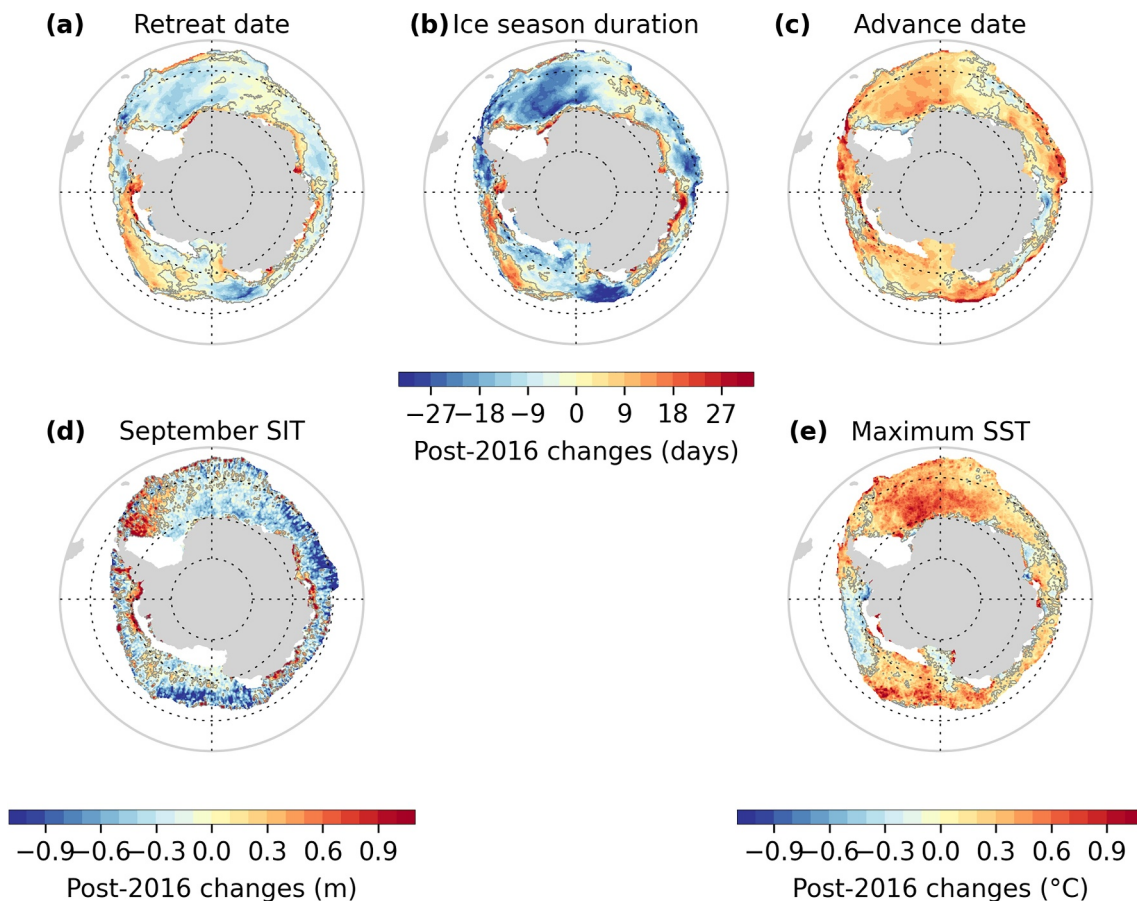 (a) Retreat date
(b) Ice season duration
(c) Advance date
−27 −18 −9 0 9 18 27
Post-2016 changes (days)
(d) September SIT
(e) Maximum SST
−0.9 −0.6 −0.3 0.0 0.3 0.6 0.9
Post-2016 changes (m)
−0.9 −0.6 −0.3 0.0 0.3 0.6 0.9
Post-2016 changes (°C)